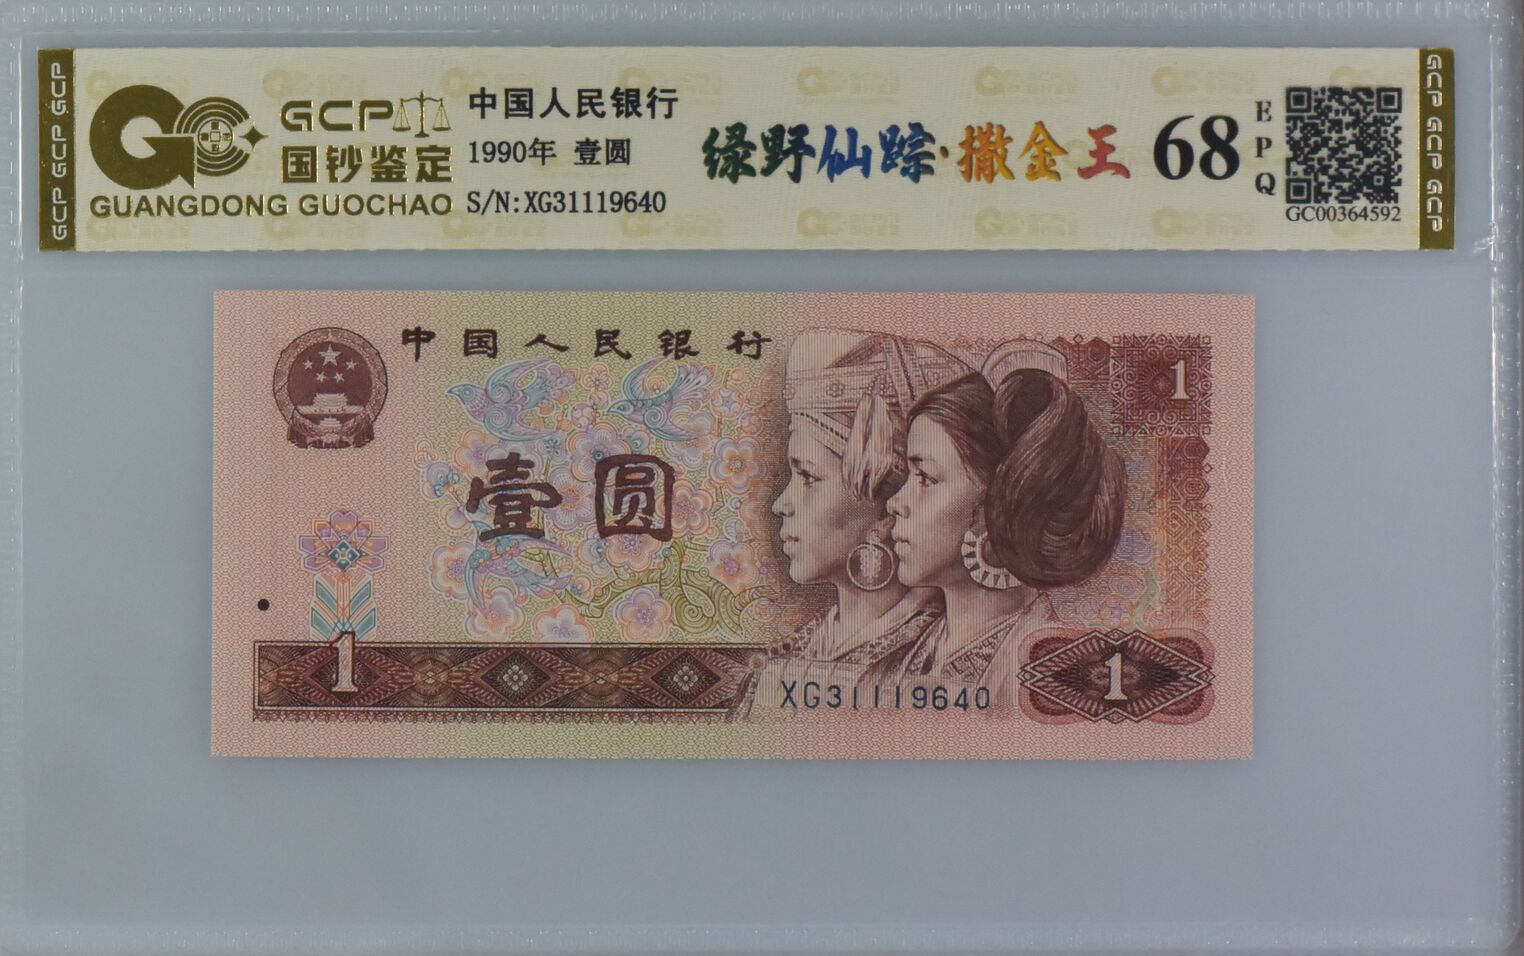 GCP GCP GCP
GCP
国钞鉴定
GUANGDONG GUOCHAO
中国人民银行
1990年 壹圆
S/N:XG31119640
绿野仙踪·撒金王
68
EPQ
GC00364592
GCP GCP GCP
中国人民银行
1
壹圆
1
XG31119640
1